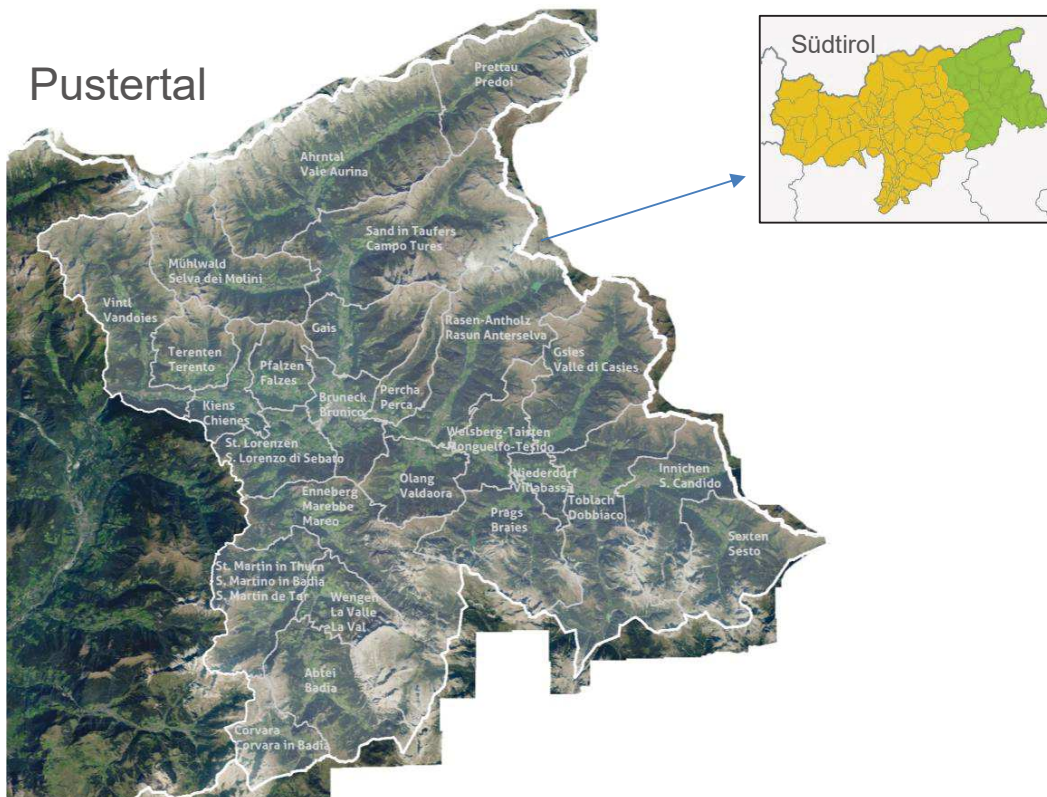 Pustertal
Südtirol
Prettau
Predoi
Ahrntal
Vale Aurina
Sand in Taufers
Campo Tures
Mühlwald
Selva dei Molini
Vintl
Vandoies
Gais
Rasen-Antholz
Rasun Anterselva
Terenten
Terento
Pfalzen
Falzes
Gsies
Valle di Casies
Percha
Perca
Bruneck
Brunico
Kiens
Chienes
St. Lorenzen
S. Lorenzo di Sebato
Welsberg-Taisten
Monguelfo-Tesido
Olang
Valdaora
Niederdorf
Villabassa
Innichen
S. Candido
Toblach
Dobbiaco
Enneberg
Marebbe
Mareo
Prags
Braies
Sexten
Sesto
St. Martin in Thurn
S. Martino in Badia
S. Martin de Tor
Wengen
La Valle
La Val
Abtei
Badia
Corvara
Corvara in Badia